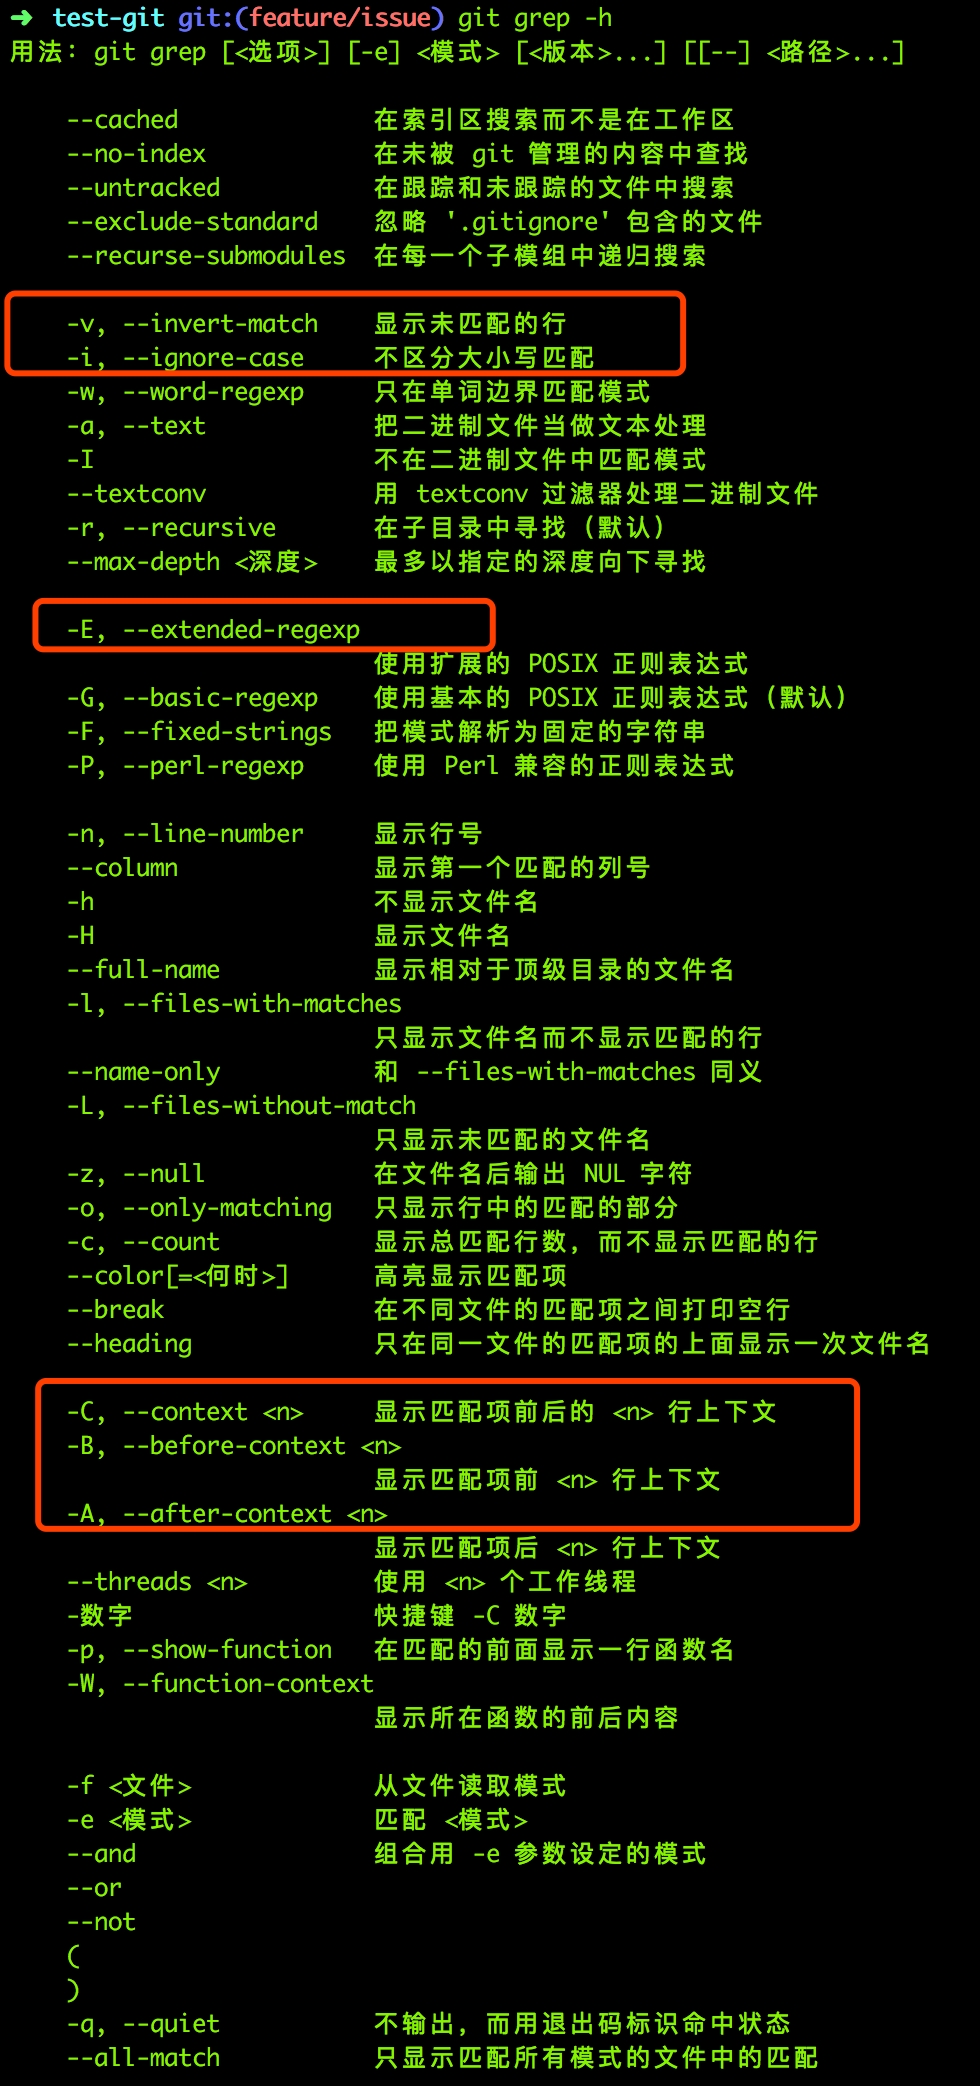 ➜ test-git git:(feature/issue) git grep -h
用法：git grep [<选项>] [-e] <模式> [<版本>...] [[--] <路径>...]
--cached 在索引区搜索而不是在工作区
--no-index 在未被 git 管理的内容中查找
--untracked 在跟踪和未跟踪的文件中搜索
--exclude-standard 忽略 '.gitignore' 包含的文件
--recurse-submodules 在每一个子模组中递归搜索
-v, --invert-match 显示未匹配的行
-i, --ignore-case 不区分大小写匹配
-w, --word-regexp 只在单词边界匹配模式
-a, --text 把二进制文件当做文本处理
-I 不在二进制文件中匹配模式
--textconv 用 textconv 过滤器处理二进制文件
-r, --recursive 在子目录中寻找（默认）
--max-depth <深度> 最多以指定的深度向下寻找
-E, --extended-regexp
使用扩展的 POSIX 正则表达式
-G, --basic-regexp 使用基本的 POSIX 正则表达式（默认）
-F, --fixed-strings 把模式解析为固定的字符串
-P, --perl-regexp 使用 Perl 兼容的正则表达式
-n, --line-number 显示行号
--column 显示第一个匹配的列号
-h 不显示文件名
-H 显示文件名
--full-name 显示相对于顶级目录的文件名
-l, --files-with-matches
只显示文件名而不显示匹配的行
--name-only 和 --files-with-matches 同义
-L, --files-without-match
只显示未匹配的文件名
-z, --null 在文件名后输出 NUL 字符
-o, --only-matching 只显示行中的匹配的部分
-c, --count 显示总匹配行数，而不显示匹配的行
--color[=<何时>] 高亮显示匹配项
--break 在不同文件的匹配项之间打印空行
--heading 只在同一文件的匹配项的上面显示一次文件名
-C, --context <n> 显示匹配项前后的 <n> 行上下文
-B, --before-context <n>
显示匹配项前 <n> 行上下文
-A, --after-context <n>
显示匹配项后 <n> 行上下文
--threads <n> 使用 <n> 个工作线程
-数字 快捷键 -C 数字
-p, --show-function 在匹配的前面显示一行函数名
-W, --function-context
显示所在函数的前后内容
-f <文件> 从文件读取模式
-e <模式> 匹配 <模式>
--and 组合用 -e 参数设定的模式
--or
--not
(
)
-q, --quiet 不输出，而用退出码标识命中状态
--all-match 只显示匹配所有模式的文件中的匹配